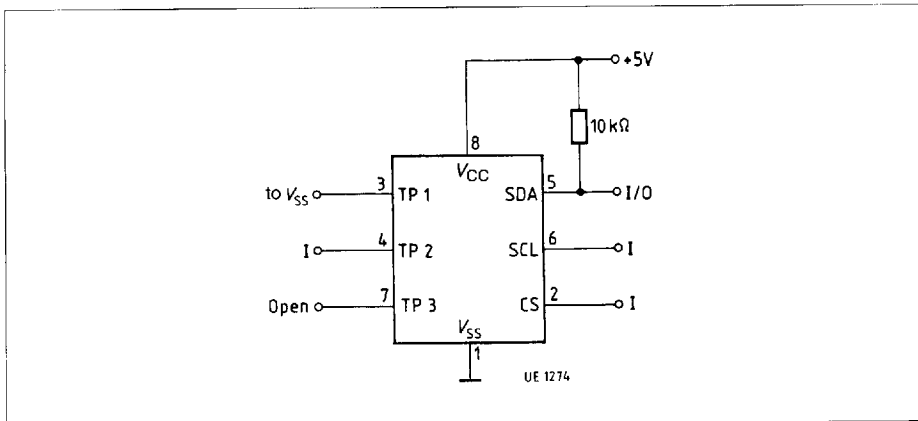 +5V
10 kΩ
8
VCC
to VSS 3 TP 1 SDA 5 I/O
I 4 TP 2 SCL 6 I
Open 7 TP 3 CS 2 I
VSS
1
UE 1274